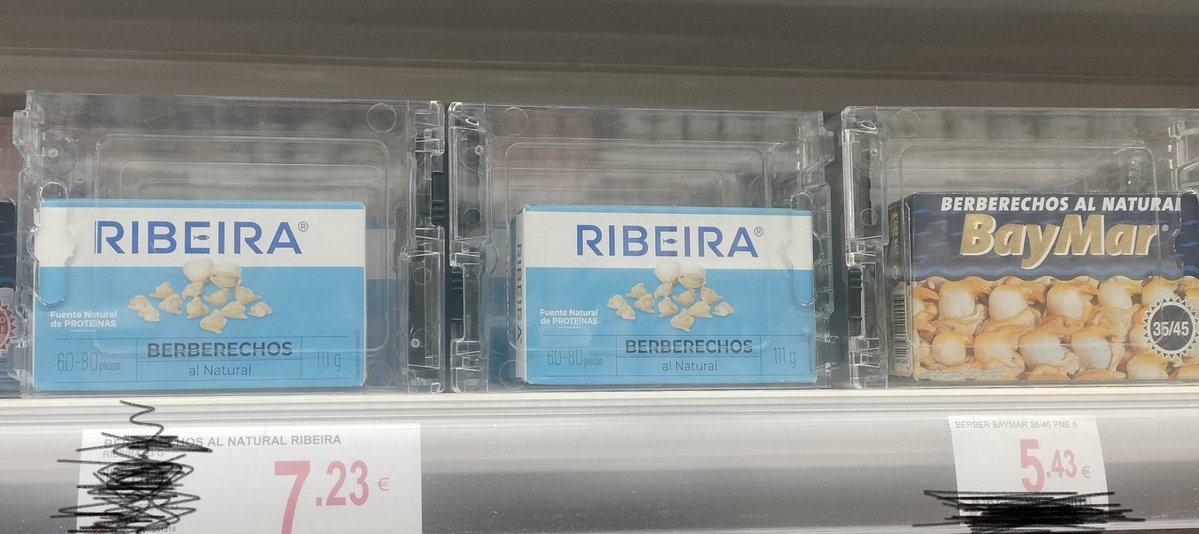 RIBEIRA®
Fuente Natural
de PROTEÍNAS
60-80 piezas
BERBERECHOS
al Natural
111 g
RIBEIRA®
RIBEIRA
Fuente Natural
de PROTEÍNAS
60-80 piezas
BERBERECHOS
al Natural
111 g
BERBERECHOS AL NATURAL
BayMar®
35/45
AL NATURAL RIBEIRA
7.23 €
BERBER BAYMAR 35/45 PNE 6
5.43 €